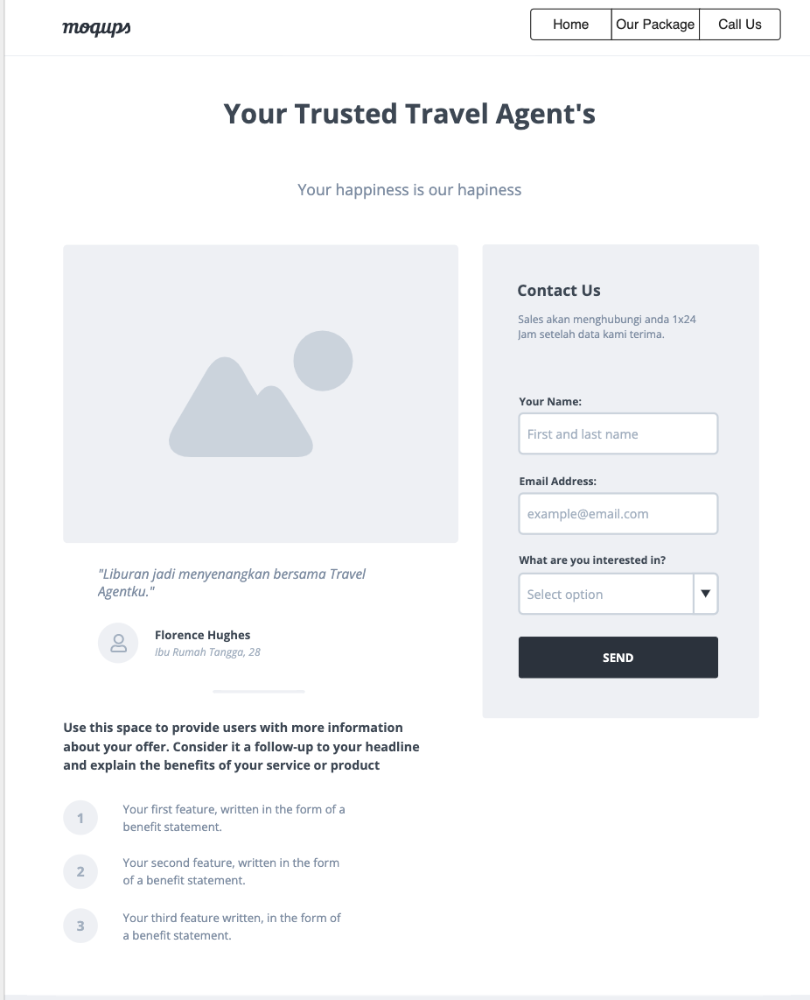 moqups
Home
Our Package
Call Us
Your Trusted Travel Agent's
Your happiness is our hapiness
"Liburan jadi menyenangkan bersama Travel
Agentku."
Florence Hughes
Ibu Rumah Tangga, 28
Use this space to provide users with more information
about your offer. Consider it a follow-up to your headline
and explain the benefits of your service or product
1
Your first feature, written in the form of a
benefit statement.
2
Your second feature, written in the form
of a benefit statement.
3
Your third feature written, in the form of
a benefit statement.
Contact Us
Sales akan menghubungi anda 1x24
Jam setelah data kami terima.
Your Name:
First and last name
Email Address:
example@email.com
What are you interested in?
Select option
SEND